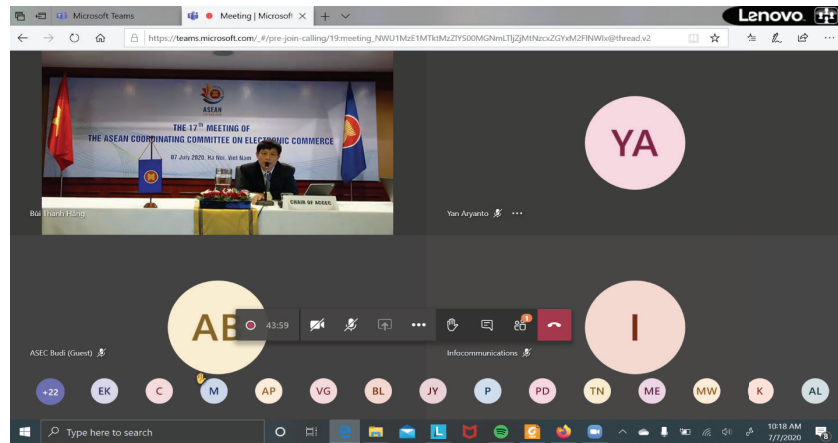 Microsoft Teams
Meeting | Microsoft
Lenovo.
https://teams.microsoft.com/_#/pre-join-calling/19:meeting_NWU1MzE1MTktMzZlYS00MGNmLTljZjMtNzcxZGYxM2FlNWIx@thread.v2
ASEAN
THE 17TH MEETING OF
THE ASEAN COORDINATING COMMITTEE ON ELECTRONIC COMMERCE
07 July 2020, Ha Noi, Viet Nam
CHAIR OF ACCEC
Bùi Thanh Hằng
YA
Yan Aryanto
AB
43:59
1
I
ASEC Budi (Guest)
Infocommunications
+22
EK
C
M
AP
VG
BL
JY
P
PD
TN
ME
MW
K
AL
Type here to search
10:18 AM
7/7/2020